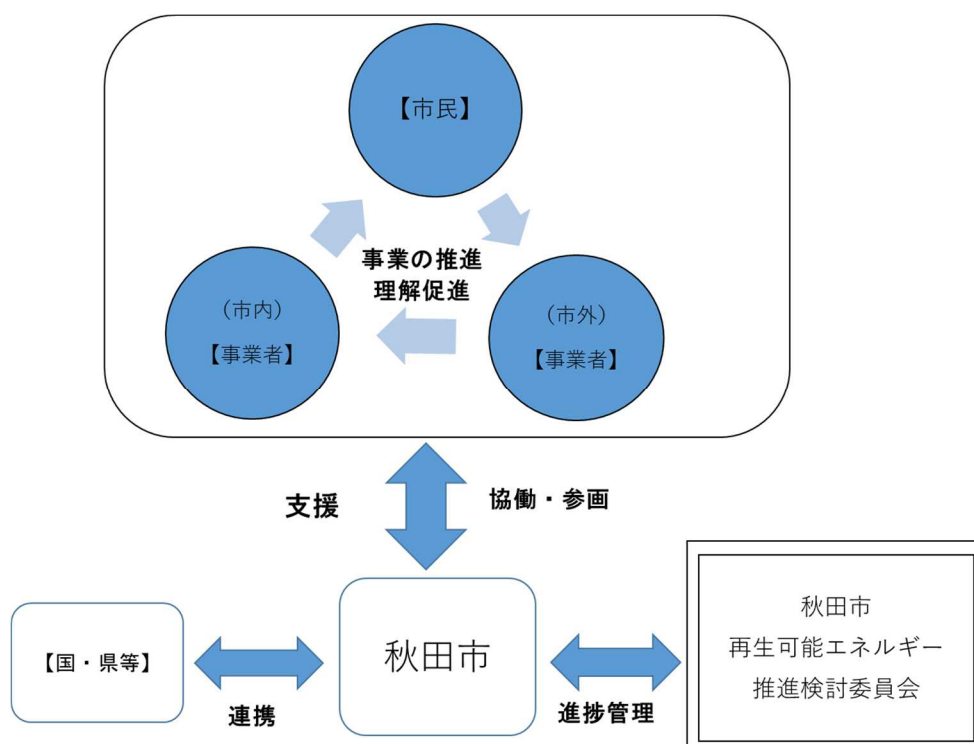 【市民】
事業の推進
理解促進
（市内）
【事業者】
（市外）
【事業者】
支援
協働・参画
【国・県等】
連携
秋田市
進捗管理
秋田市
再生可能エネルギー
推進検討委員会